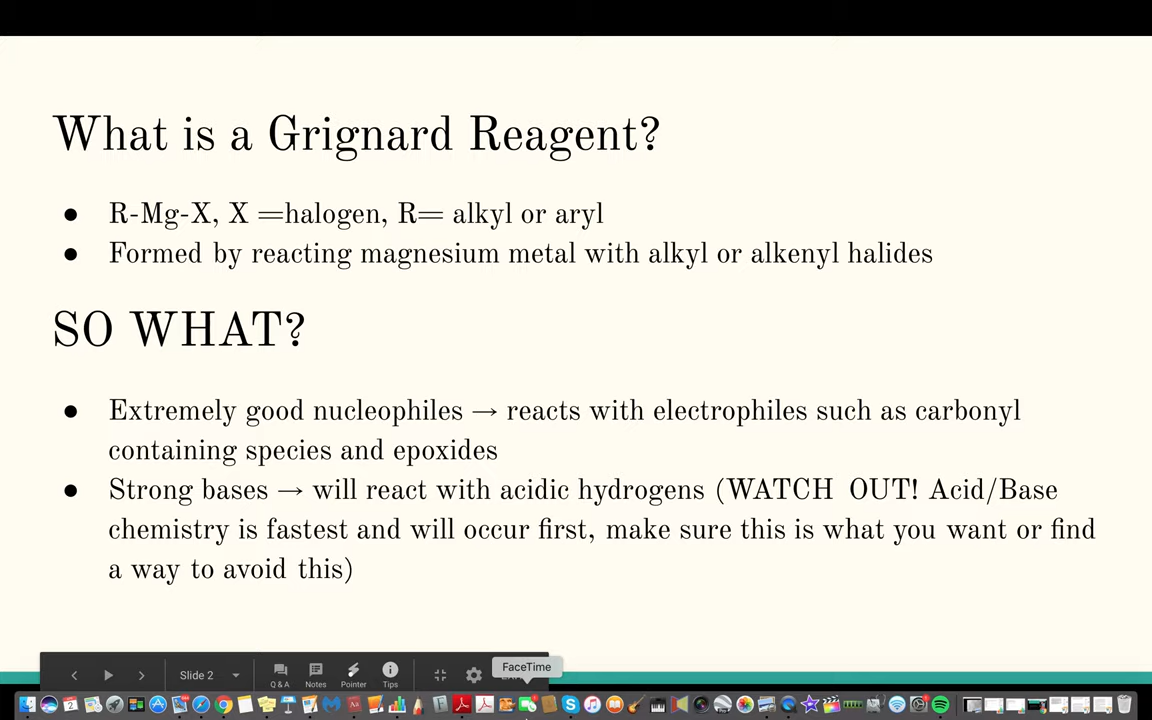 What is a Grignard Reagent?
● R-Mg-X, X =halogen, R= alkyl or aryl
● Formed by reacting magnesium metal with alkyl or alkenyl halides
SO WHAT?
● Extremely good nucleophiles → reacts with electrophiles such as carbonyl
containing species and epoxides
● Strong bases → will react with acidic hydrogens (WATCH OUT! Acid/Base
chemistry is fastest and will occur first, make sure this is what you want or find
a way to avoid this)
FaceTime
Slide 2
Q & A Notes Pointer Tips